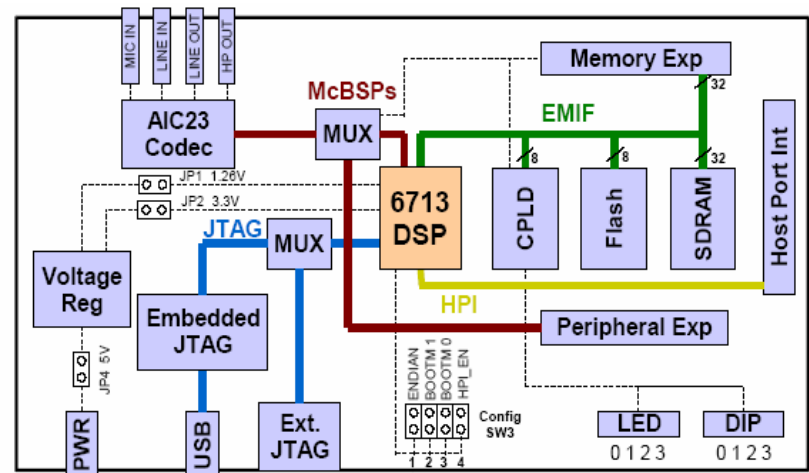 MIC IN
LINE IN
LINE OUT
HP OUT
Memory Exp
32
McBSPs
EMIF
AIC23
Codec
MUX
8
8
32
Host Port Int
JP1 1.26V
JP2 3.3V
6713
DSP
CPLD
Flash
SDRAM
JTAG
MUX
Voltage
Reg
HPI
Embedded
JTAG
Peripheral Exp
JP4 5V
ENDIAN
BOOTM 1
BOOTM 0
HPI_EN
Config
SW3
1 2 3 4
PWR
USB
Ext.
JTAG
LED
DIP
0 1 2 3
0 1 2 3